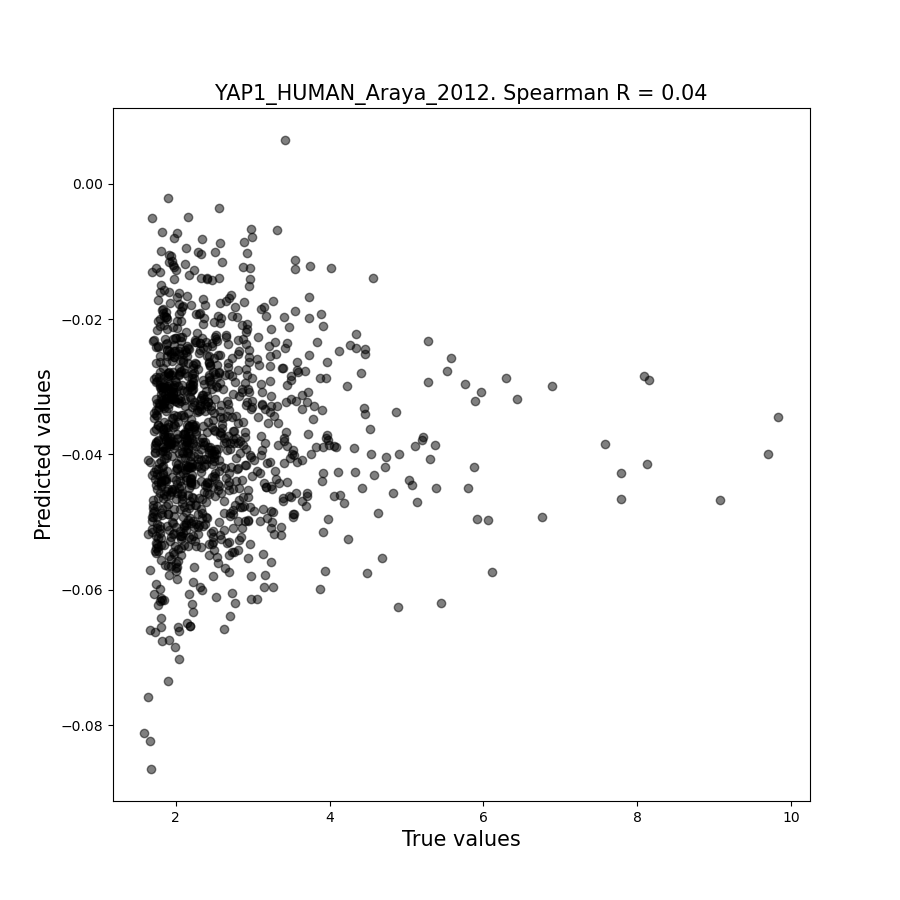 YAP1_HUMAN_Araya_2012. Spearman R = 0.04
0.00
−0.02
−0.04
−0.06
−0.08
Predicted values
2 4 6 8 10
True values